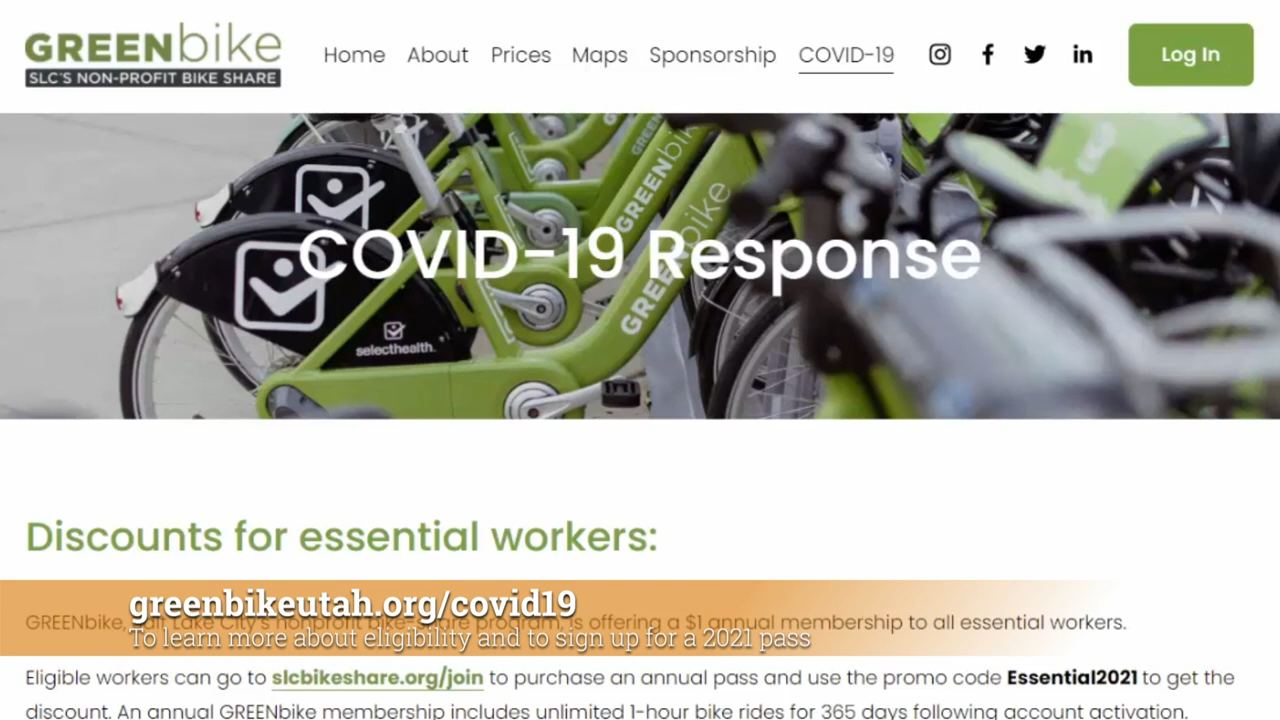 GREENbike
SLC'S NON-PROFIT BIKE SHARE
Home About Prices Maps Sponsorship COVID-19
Log In
GREENbike
GREENbike
COVID-19 Response
selecthealth.
Discounts for essential workers:
greenbikeutah.org/covid19
GREENbike, Salt Lake City's nonprofit bike-share program, is offering a $1 annual membership to all essential workers.
To learn more about eligibility and to sign up for a 2021 pass
Eligible workers can go to slcbikeshare.org/join to purchase an annual pass and use the promo code Essential2021 to get the
discount. An annual GREENbike membership includes unlimited 1-hour bike rides for 365 days following account activation.